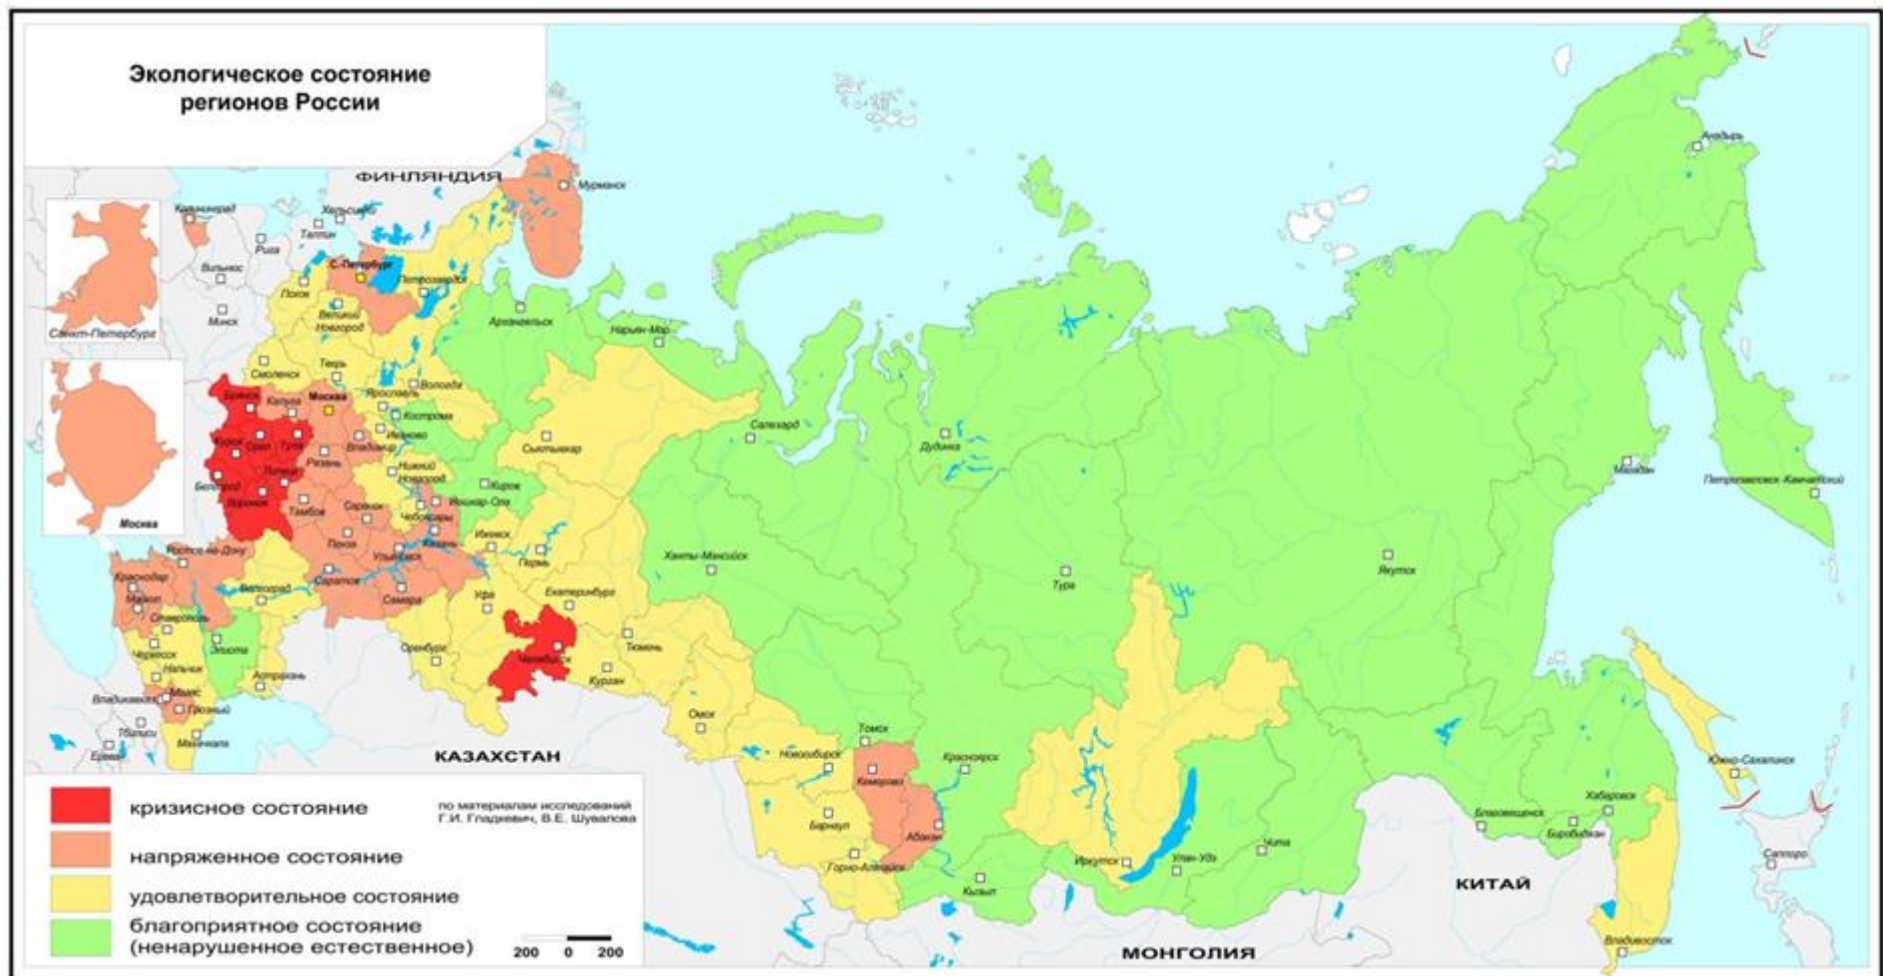 Экологическое состояние
регионов России
ФИНЛЯНДИЯ
Мурманск
Анадырь
Калининград
Хельсинки
Таллин
Рига
Вильнюс
Минск
Санкт-Петербург
С.-Петербург
Петрозаводск
Псков
Великий
Новгород
Архангельск
Нарьян-Мар
Смоленск
Тверь
Вологда
Ярославль
Кострома
Иваново
Москва
Москва
Брянск
Калуга
Владимир
Рязань
Курск
Орел
Тула
Липецк
Белгород
Воронеж
Тамбов
Нижний
Новгород
Киров
Йошкар-Ола
Чебоксары
Саранск
Казань
Пенза
Ульяновск
Сыктывкар
Салехард
Дудинка
Магадан
Петропавловск-Камчатский
Ижевск
Пермь
Ханты-Мансийск
Тура
Якутск
Ростов-на-Дону
Краснодар
Майкоп
Волгоград
Саратов
Самара
Уфа
Екатеринбург
Ставрополь
Черкесск
Элиста
Оренбург
Челябинск
Тюмень
Курган
Нальчик
Астрахань
Владикавказ
Магас
Грозный
Махачкала
Тбилиси
Ереван
Омск
Томск
Новосибирск
Кемерово
Красноярск
Барнаул
Абакан
Горно-Алтайск
Кызыл
Иркутск
Улан-Удэ
Чита
Благовещенск
Биробиджан
Хабаровск
Южно-Сахалинск
Саппоро
Владивосток
КАЗАХСТАН
КИТАЙ
МОНГОЛИЯ
кризисное состояние
по материалам исследований
Г.И. Гладкевич, В.Е. Шувалова
напряженное состояние
удовлетворительное состояние
благоприятное состояние
(ненарушенное естественное)
200 0 200